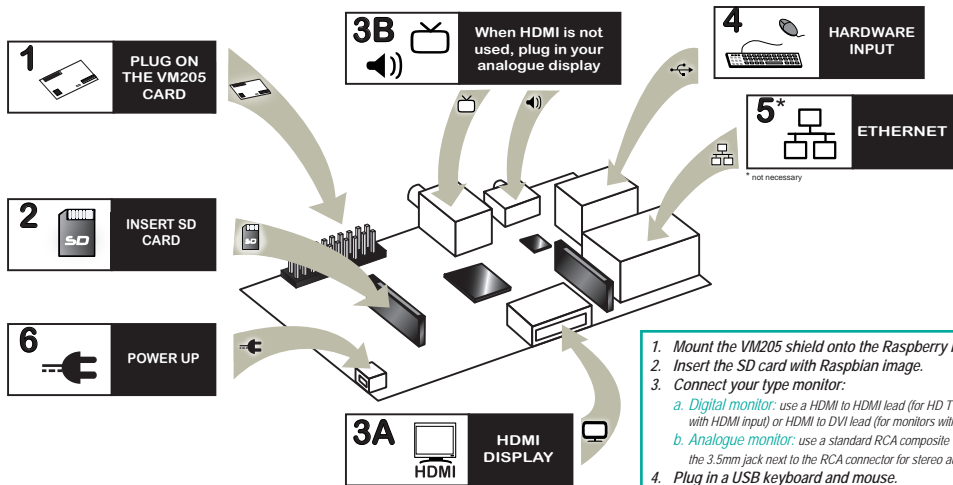 1
PLUG ON
THE VM205
CARD
3B
When HDMI is not
used, plug in your
analogue display
4
HARDWARE
INPUT
5*
ETHERNET
* not necessary
2
SD
INSERT SD
CARD
SD
6
POWER UP
3A
HDMI
HDMI
DISPLAY
1. Mount the VM205 shield onto the Raspberry
2. Insert the SD card with Raspbian image.
3. Connect your type monitor:
a. Digital monitor: use a HDMI to HDMI lead (for HD T
with HDMI input) or HDMI to DVI lead (for monitors wit
b. Analogue monitor: use a standard RCA composite
the 3.5mm jack next to the RCA connector for stereo a
4. Plug in a USB keyboard and mouse.